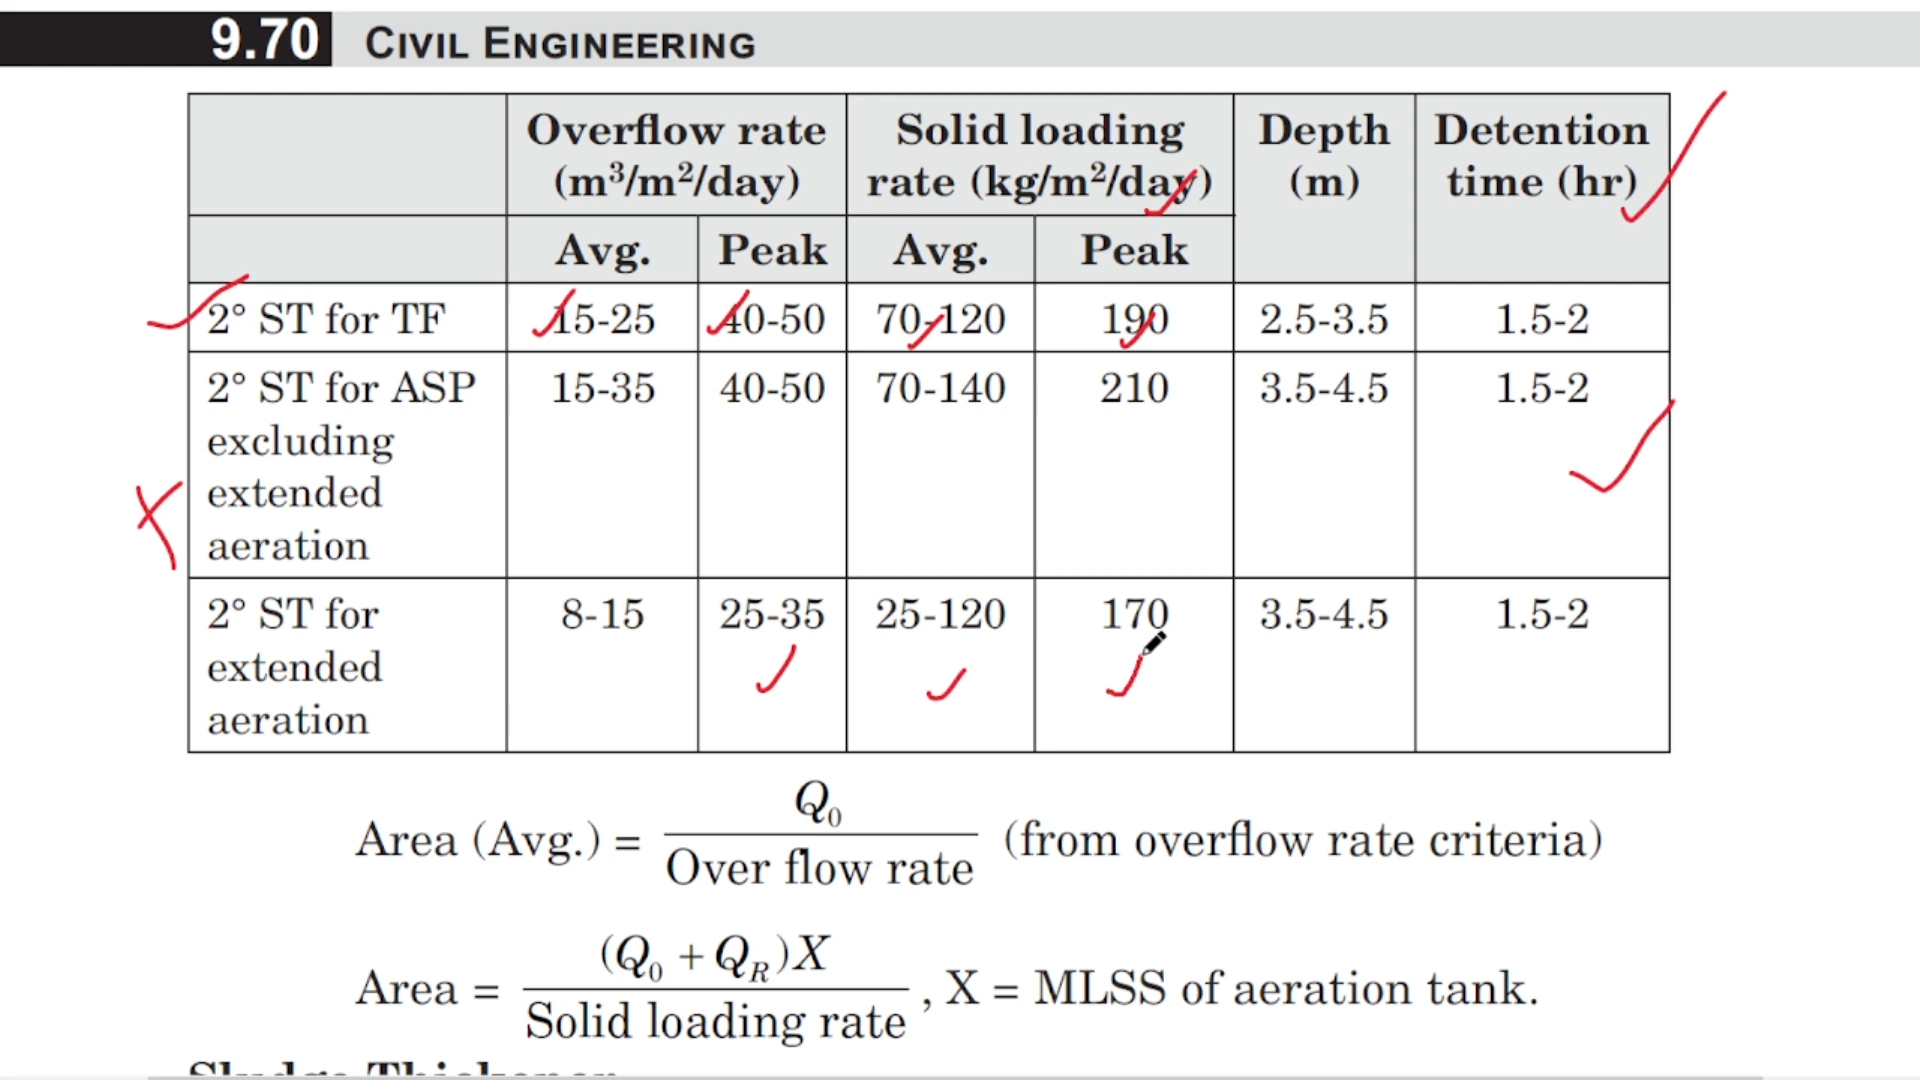 9.70 CIVIL ENGINEERING
Overflow rate (m³/m²/day) Solid loading rate (kg/m²/day) Depth (m) Detention time (hr)
Avg. Peak Avg. Peak
2° ST for TF 15-25 40-50 70-120 190 2.5-3.5 1.5-2
2° ST for ASP 15-35 40-50 70-140 210 3.5-4.5 1.5-2
excluding
extended
aeration
2° ST for 8-15 25-35 25-120 170 3.5-4.5 1.5-2
extended
aeration
Area (Avg.) = Q₀ / Over flow rate (from overflow rate criteria)
Area = (Q₀ + Q_R)X / Solid loading rate , X = MLSS of aeration tank.
Sludge Thickener